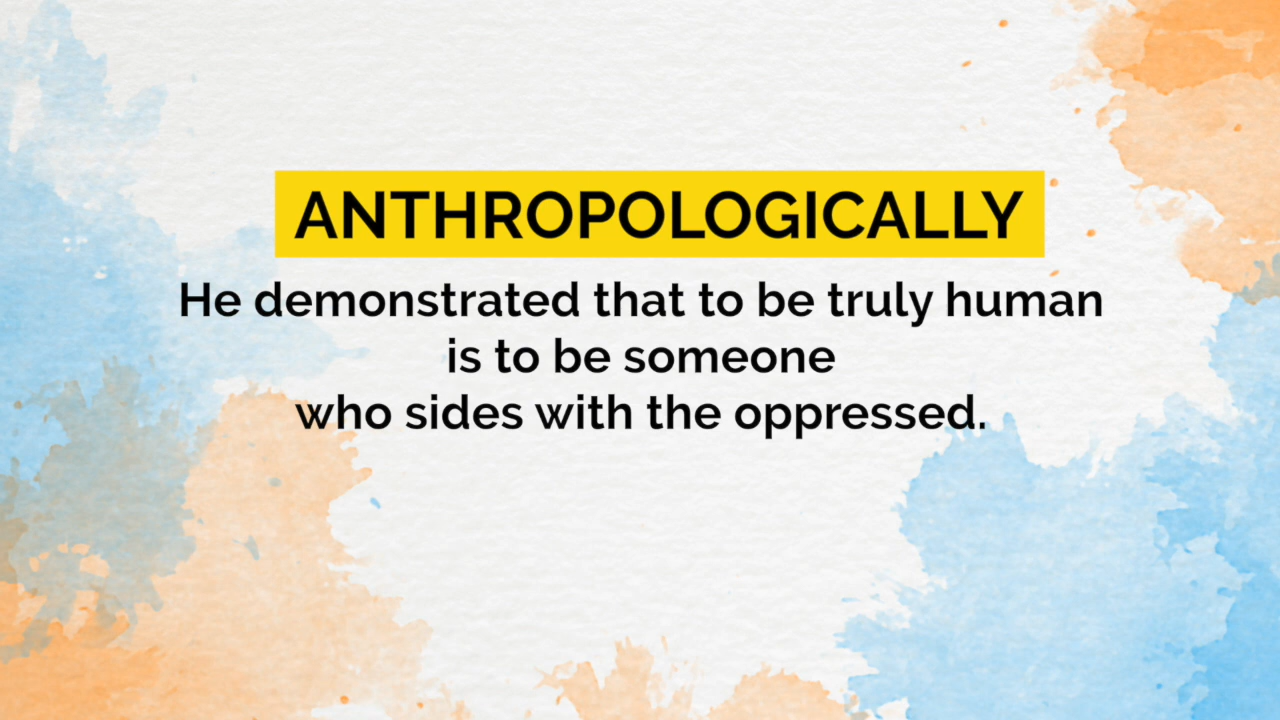 ANTHROPOLOGICALLY
He demonstrated that to be truly human
is to be someone
who sides with the oppressed.